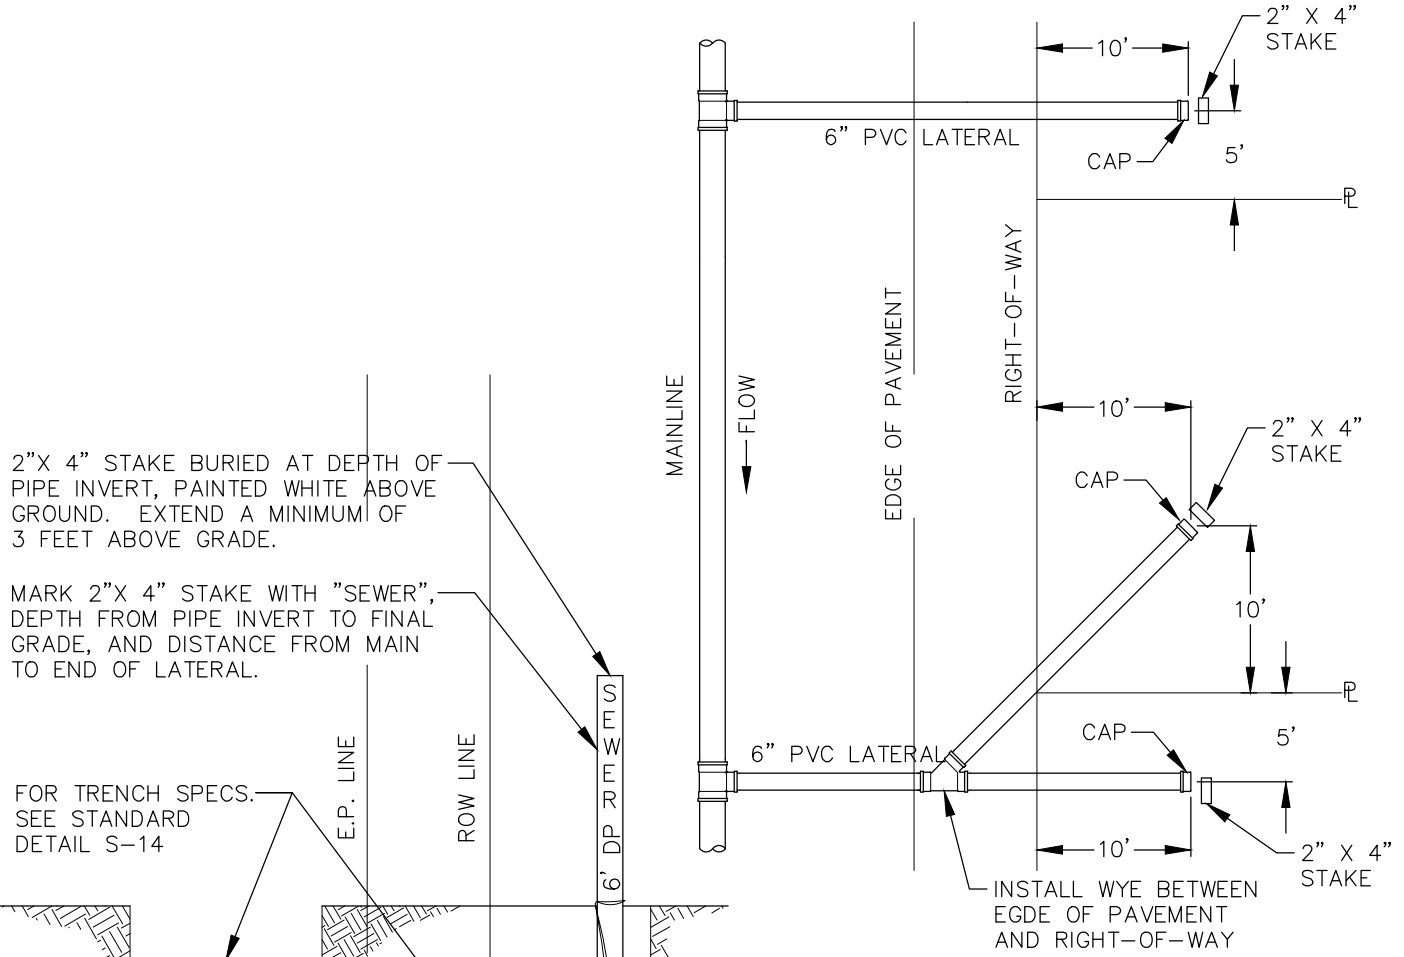 2” X 4”
STAKE
10’
6” PVC LATERAL
CAP
5’
PL
RIGHT-OF-WAY
EDGE OF PAVEMENT
MAINLINE
FLOW
10’
2” X 4”
STAKE
CAP
10’
PL
5’
CAP
6” PVC LATERAL
10’
2” X 4”
STAKE
INSTALL WYE BETWEEN
EGDE OF PAVEMENT
AND RIGHT-OF-WAY
2”X 4” STAKE BURIED AT DEPTH OF
PIPE INVERT, PAINTED WHITE ABOVE
GROUND. EXTEND A MINIMUM OF
3 FEET ABOVE GRADE.
MARK 2”X 4” STAKE WITH ”SEWER”,
DEPTH FROM PIPE INVERT TO FINAL
GRADE, AND DISTANCE FROM MAIN
TO END OF LATERAL.
FOR TRENCH SPECS.
SEE STANDARD
DETAIL S-14
E.P. LINE
ROW LINE
SEWER
6’ DP